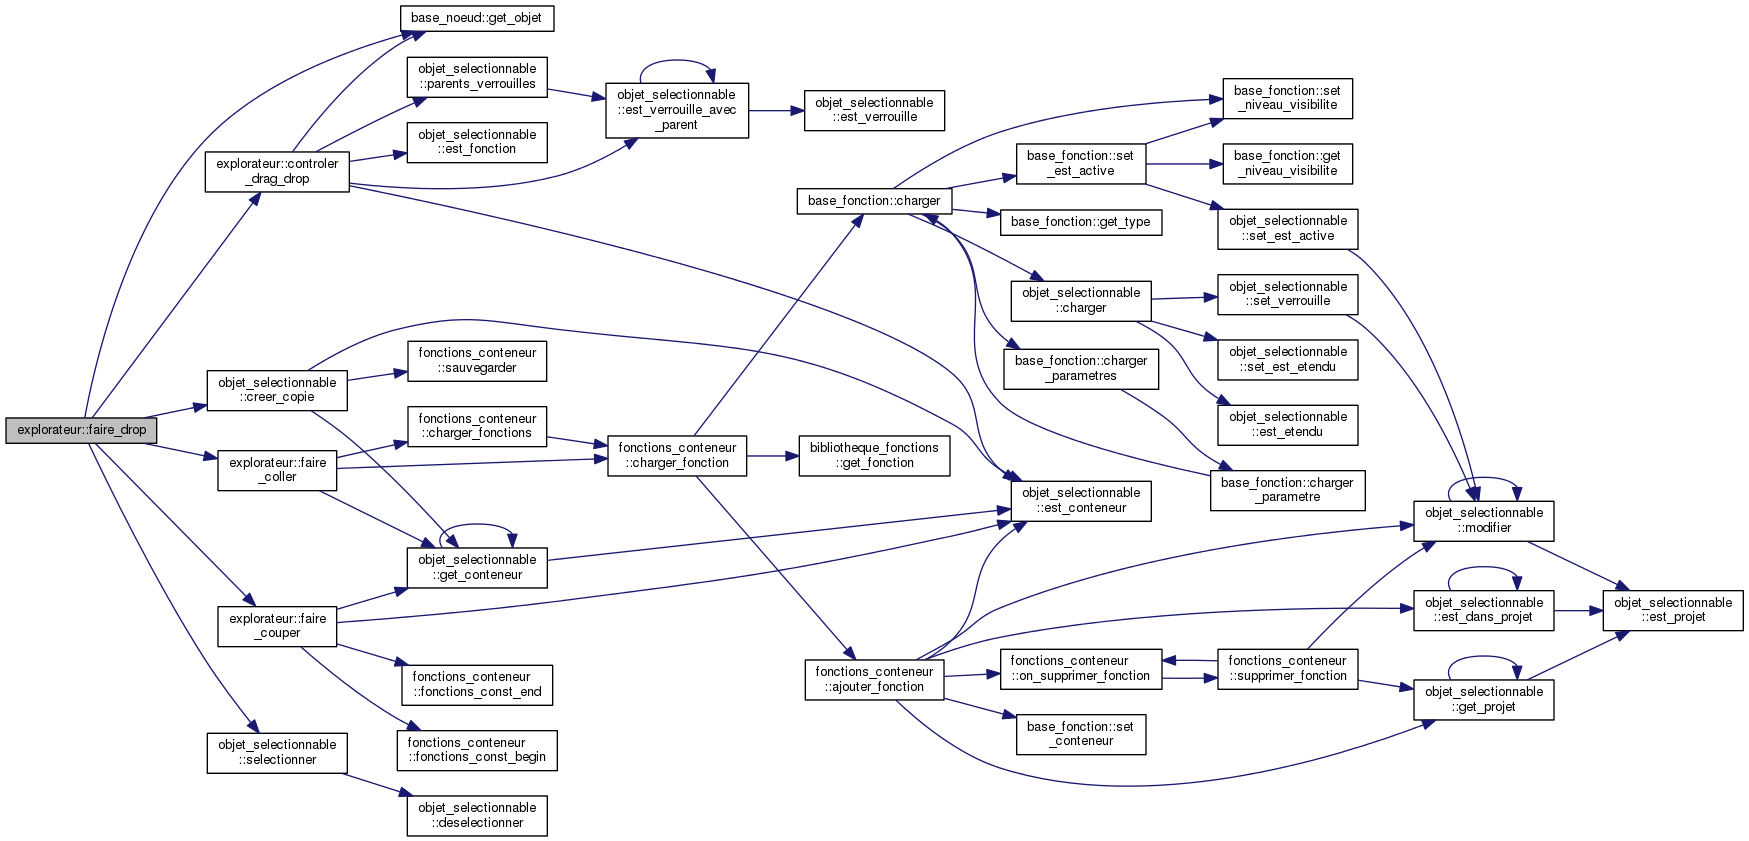 base_noeud::get_objet
objet_selectionnable
::parents_verrouilles
objet_selectionnable
::est_verrouille_avec
_parent
objet_selectionnable
::est_verrouille
objet_selectionnable
::est_fonction
explorateur::controler
_drag_drop
base_fonction::set
_niveau_visibilite
base_fonction::set
_est_active
base_fonction::get
_niveau_visibilite
base_fonction::charger
base_fonction::get_type
objet_selectionnable
::set_est_active
objet_selectionnable
::charger
objet_selectionnable
::set_verrouille
objet_selectionnable
::set_est_etendu
base_fonction::charger
_parametres
objet_selectionnable
::est_etendu
fonctions_conteneur
::sauvegarder
objet_selectionnable
::creer_copie
explorateur::faire_drop
fonctions_conteneur
::charger_fonctions
explorateur::faire
_coller
fonctions_conteneur
::charger_fonction
bibliotheque_fonctions
::get_fonction
base_fonction::charger
_parametre
objet_selectionnable
::est_conteneur
objet_selectionnable
::modifier
objet_selectionnable
::get_conteneur
explorateur::faire
_couper
objet_selectionnable
::est_dans_projet
objet_selectionnable
::est_projet
fonctions_conteneur
::fonctions_const_end
fonctions_conteneur
::ajouter_fonction
fonctions_conteneur
::on_supprimer_fonction
fonctions_conteneur
::supprimer_fonction
objet_selectionnable
::get_projet
base_fonction::set
_conteneur
fonctions_conteneur
::fonctions_const_begin
objet_selectionnable
::selectionner
objet_selectionnable
::deselectionner